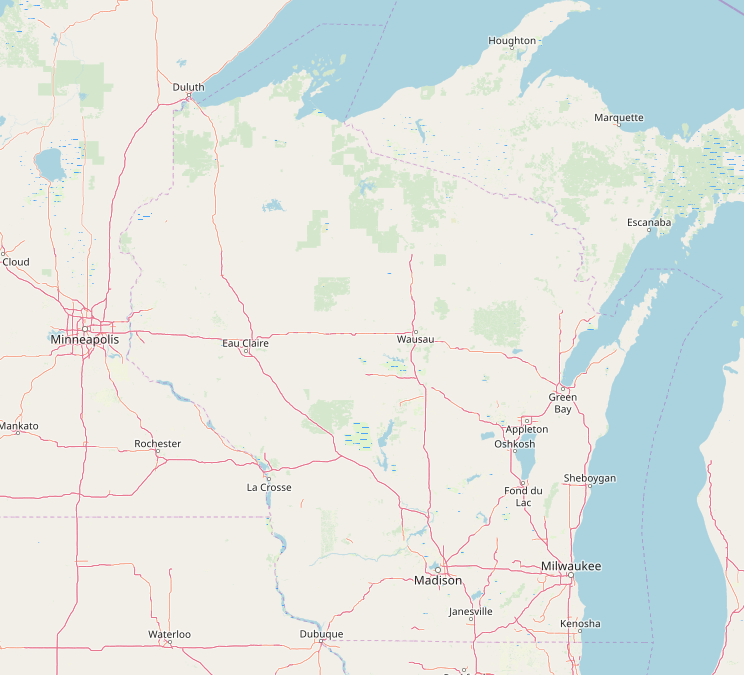 Houghton
Duluth
Marquette
Escanaba
Cloud
Minneapolis
Eau Claire
Wausau
Green
Bay
Mankato
Appleton
Rochester
Oshkosh
La Crosse
Sheboygan
Fond du
Lac
Milwaukee
Madison
Janesville
Kenosha
Waterloo
Dubuque